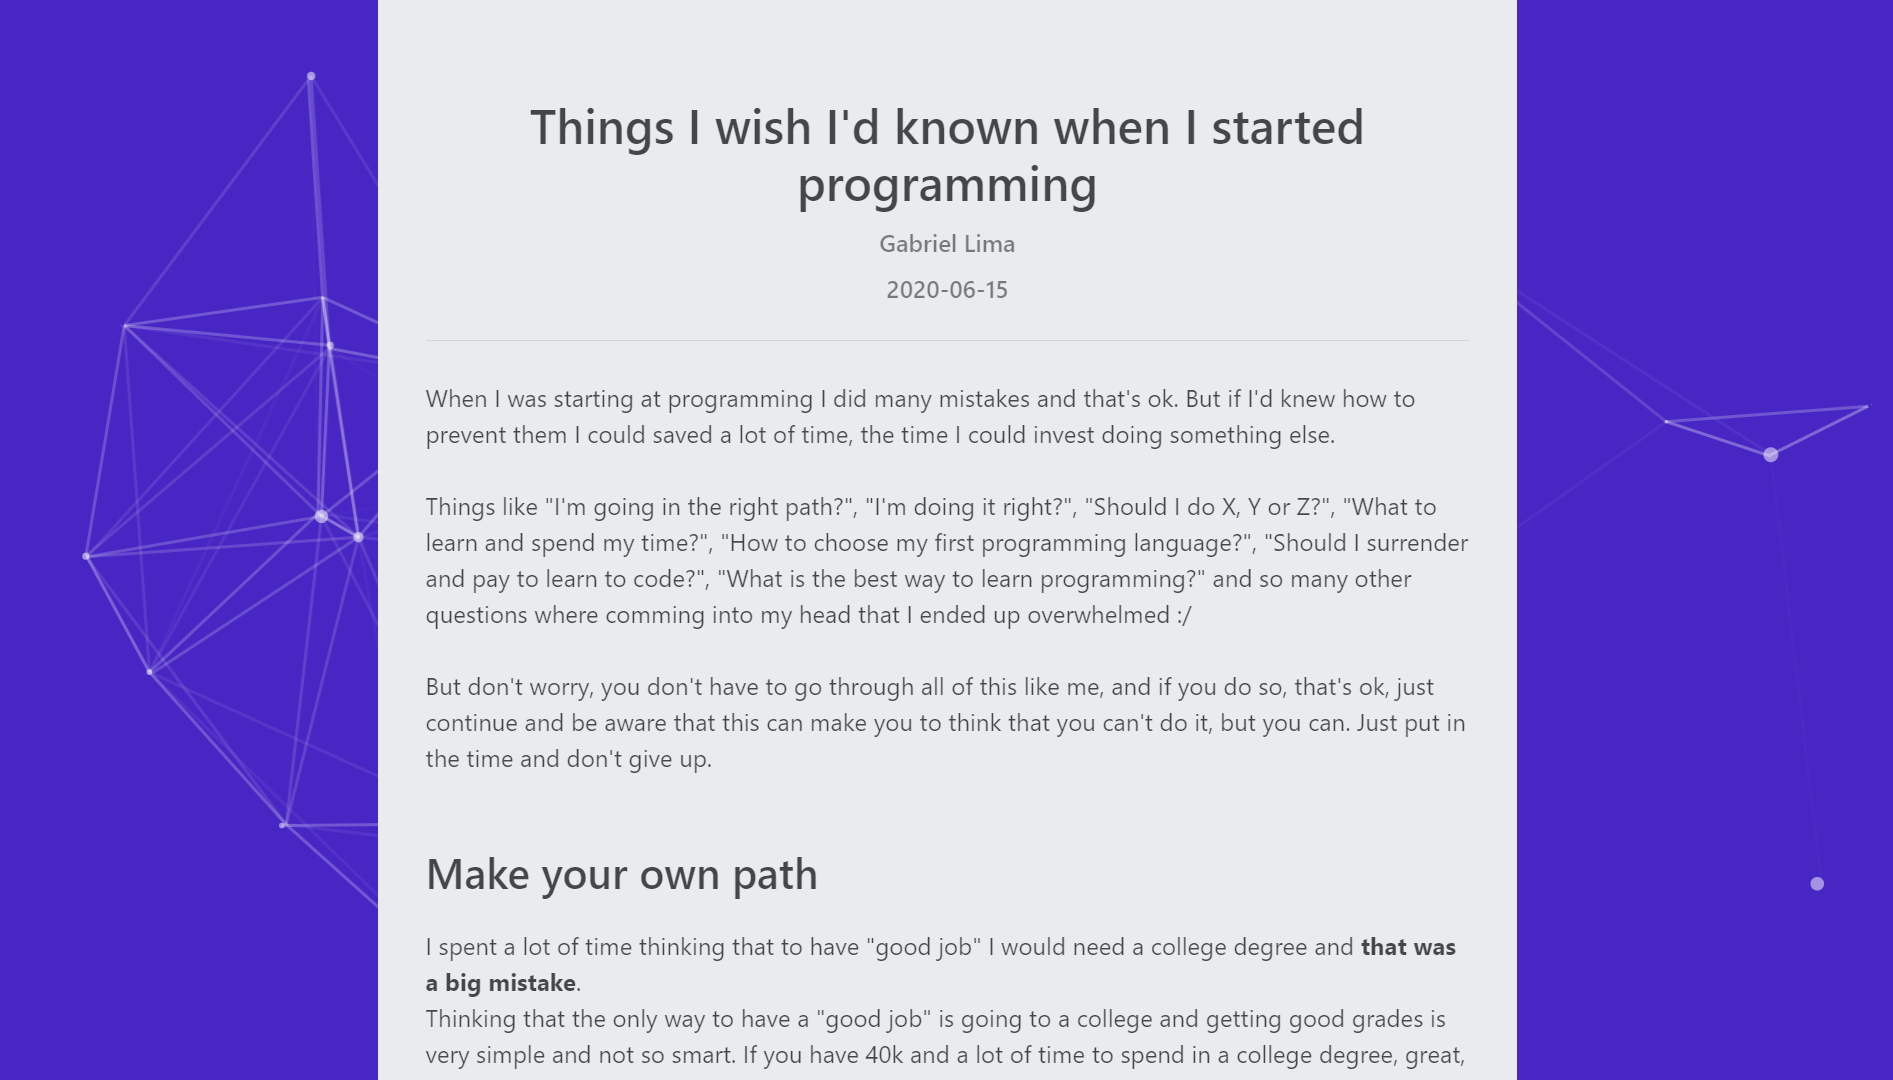 Things I wish I'd known when I started
programming
Gabriel Lima
2020-06-15
When I was starting at programming I did many mistakes and that's ok. But if I'd knew how to
prevent them I could saved a lot of time, the time I could invest doing something else.
Things like "I'm going in the right path?", "I'm doing it right?", "Should I do X, Y or Z?", "What to
learn and spend my time?", "How to choose my first programming language?", "Should I surrender
and pay to learn to code?", "What is the best way to learn programming?" and so many other
questions where comming into my head that I ended up overwhelmed :/
But don't worry, you don't have to go through all of this like me, and if you do so, that's ok, just
continue and be aware that this can make you to think that you can't do it, but you can. Just put in
the time and don't give up.
Make your own path
I spent a lot of time thinking that to have "good job" I would need a college degree and that was
a big mistake.
Thinking that the only way to have a "good job" is going to a college and getting good grades is
very simple and not so smart. If you have 40k and a lot of time to spend in a college degree, great,